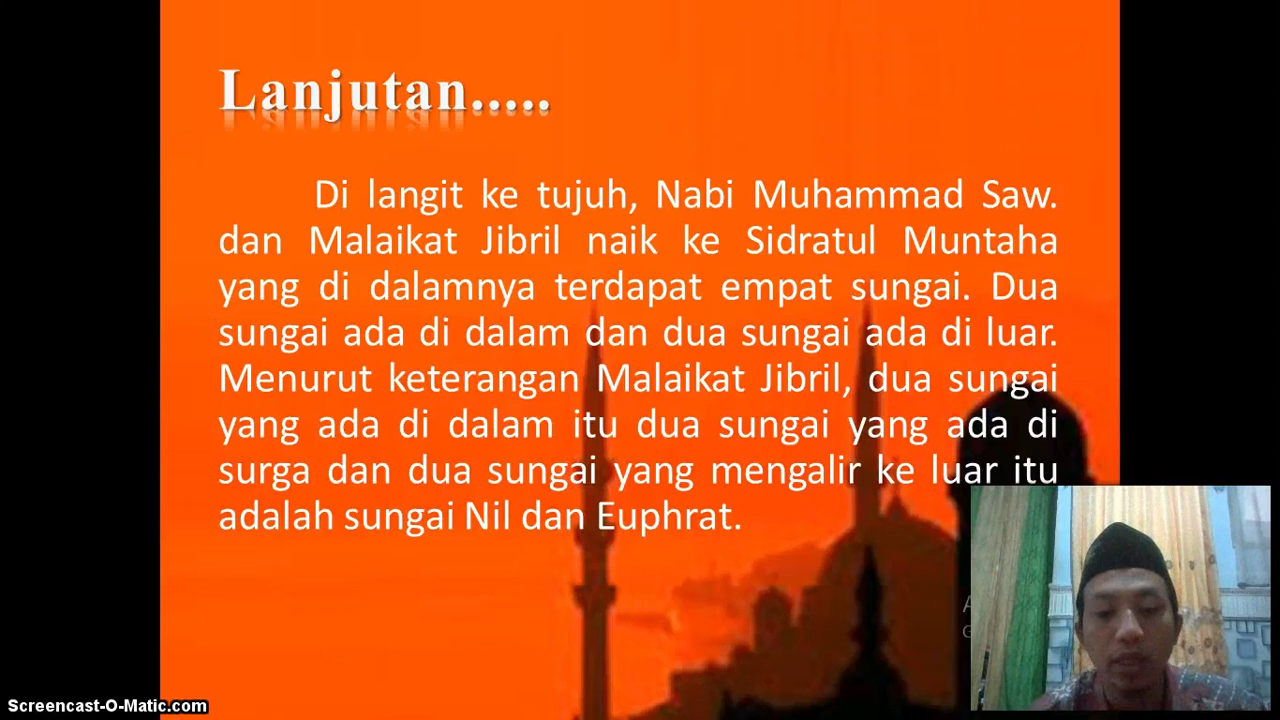 Lanjutan.....
Di langit ke tujuh, Nabi Muhammad Saw.
dan Malaikat Jibril naik ke Sidratul Muntaha
yang di dalamnya terdapat empat sungai. Dua
sungai ada di dalam dan dua sungai ada di luar.
Menurut keterangan Malaikat Jibril, dua sungai
yang ada di dalam itu dua sungai yang ada di
surga dan dua sungai yang mengalir ke luar itu
adalah sungai Nil dan Euphrat.
Screencast-O-Matic.com